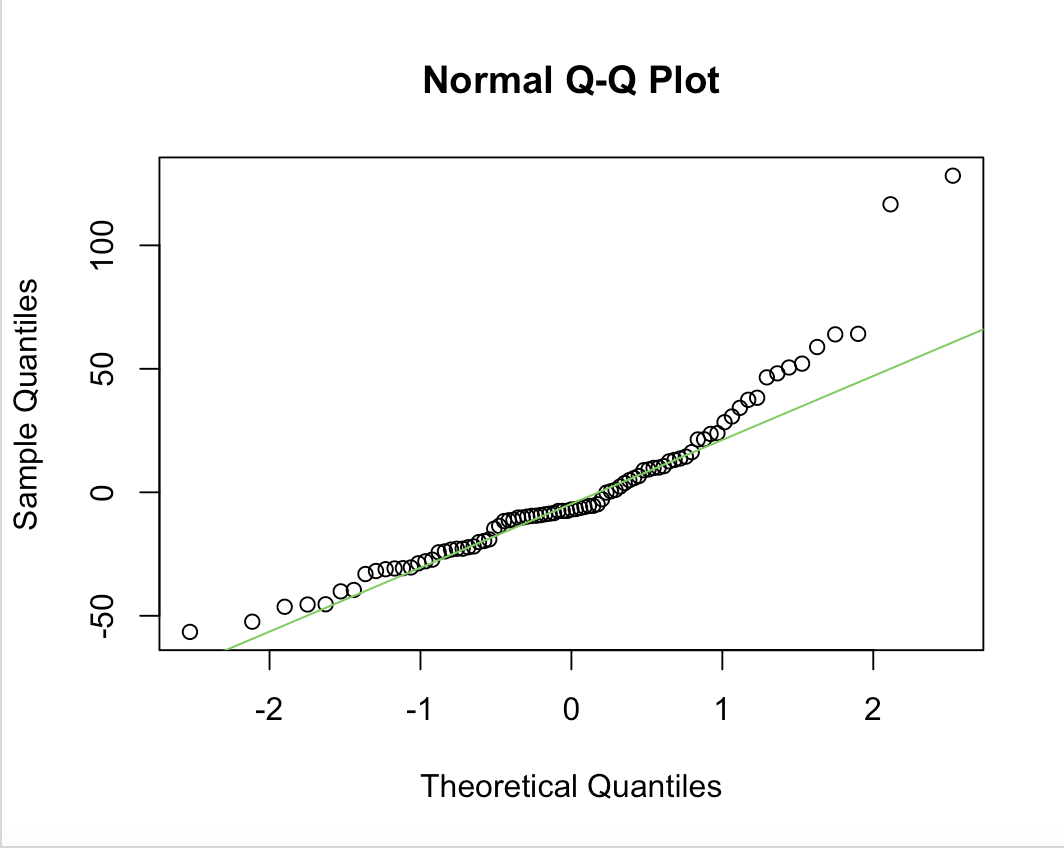 Normal Q-Q Plot
Sample Quantiles
100
50
0
-50
-2 -1 0 1 2
Theoretical Quantiles